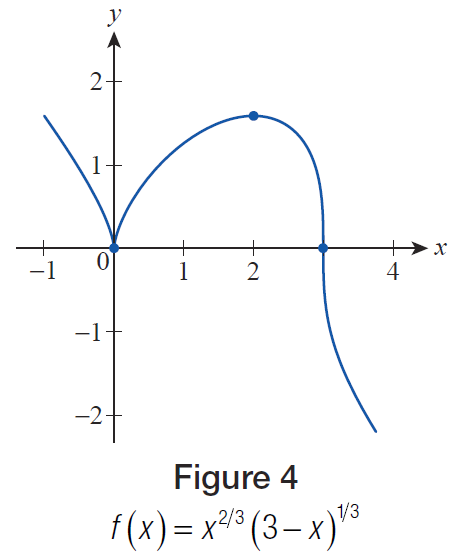 y
2
1
x
−1
0
1
2
4
−1
−2
Figure 4
f(x) = x^{2/3} (3 − x)^{1/3}